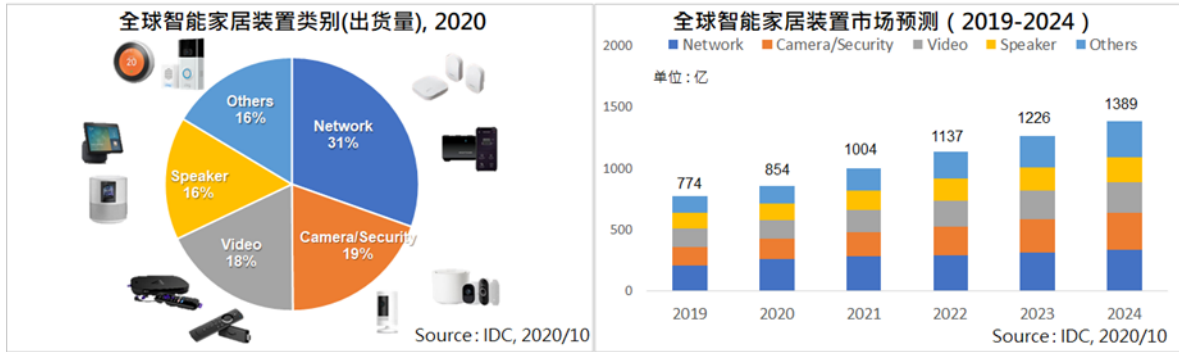 全球智能家居装置类别(出货量), 2020
20
Others
16%
Network
31%
Speaker
16%
Video
18%
Camera/Security
19%
Source: IDC, 2020/10
全球智能家居装置市场预测（2019-2024）
Network Camera/Security Video Speaker Others
单位：亿
2000
1500
1000
500
0
774
854
1004
1137
1226
1389
2019 2020 2021 2022 2023 2024
Source: IDC, 2020/10